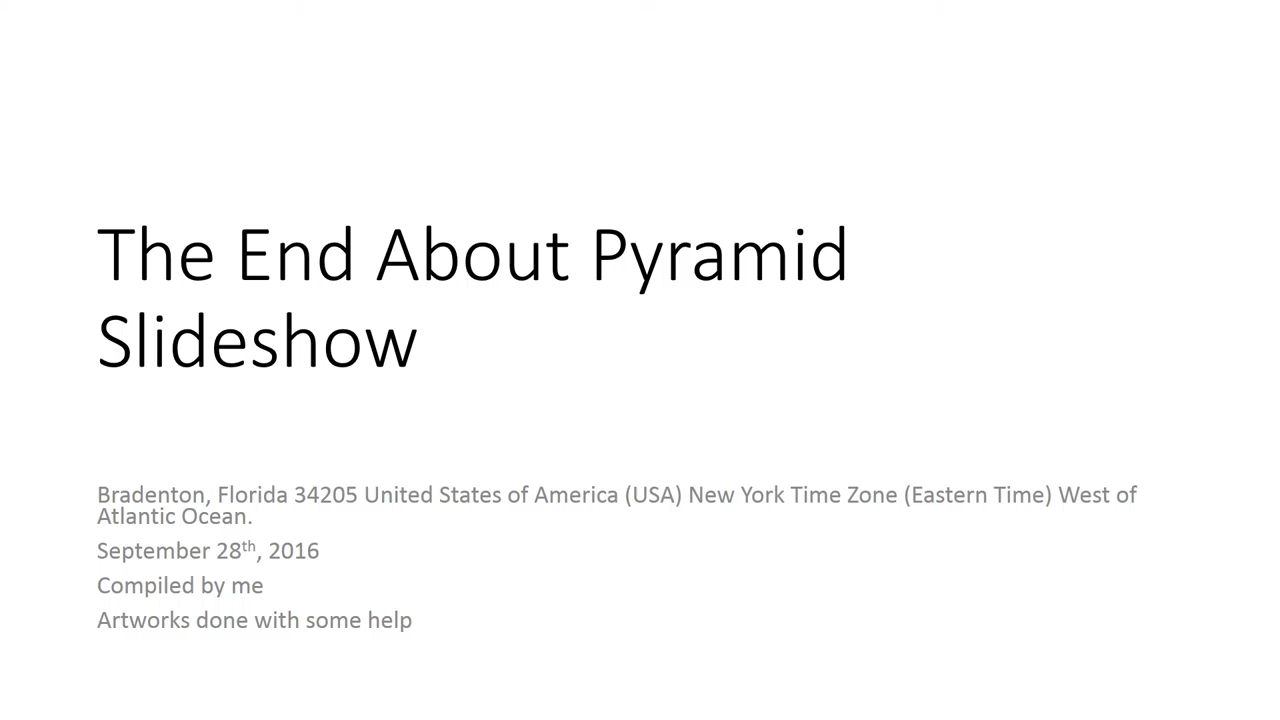 The End About Pyramid
Slideshow
Bradenton, Florida 34205 United States of America (USA) New York Time Zone (Eastern Time) West of
Atlantic Ocean.
September 28th, 2016
Compiled by me
Artworks done with some help